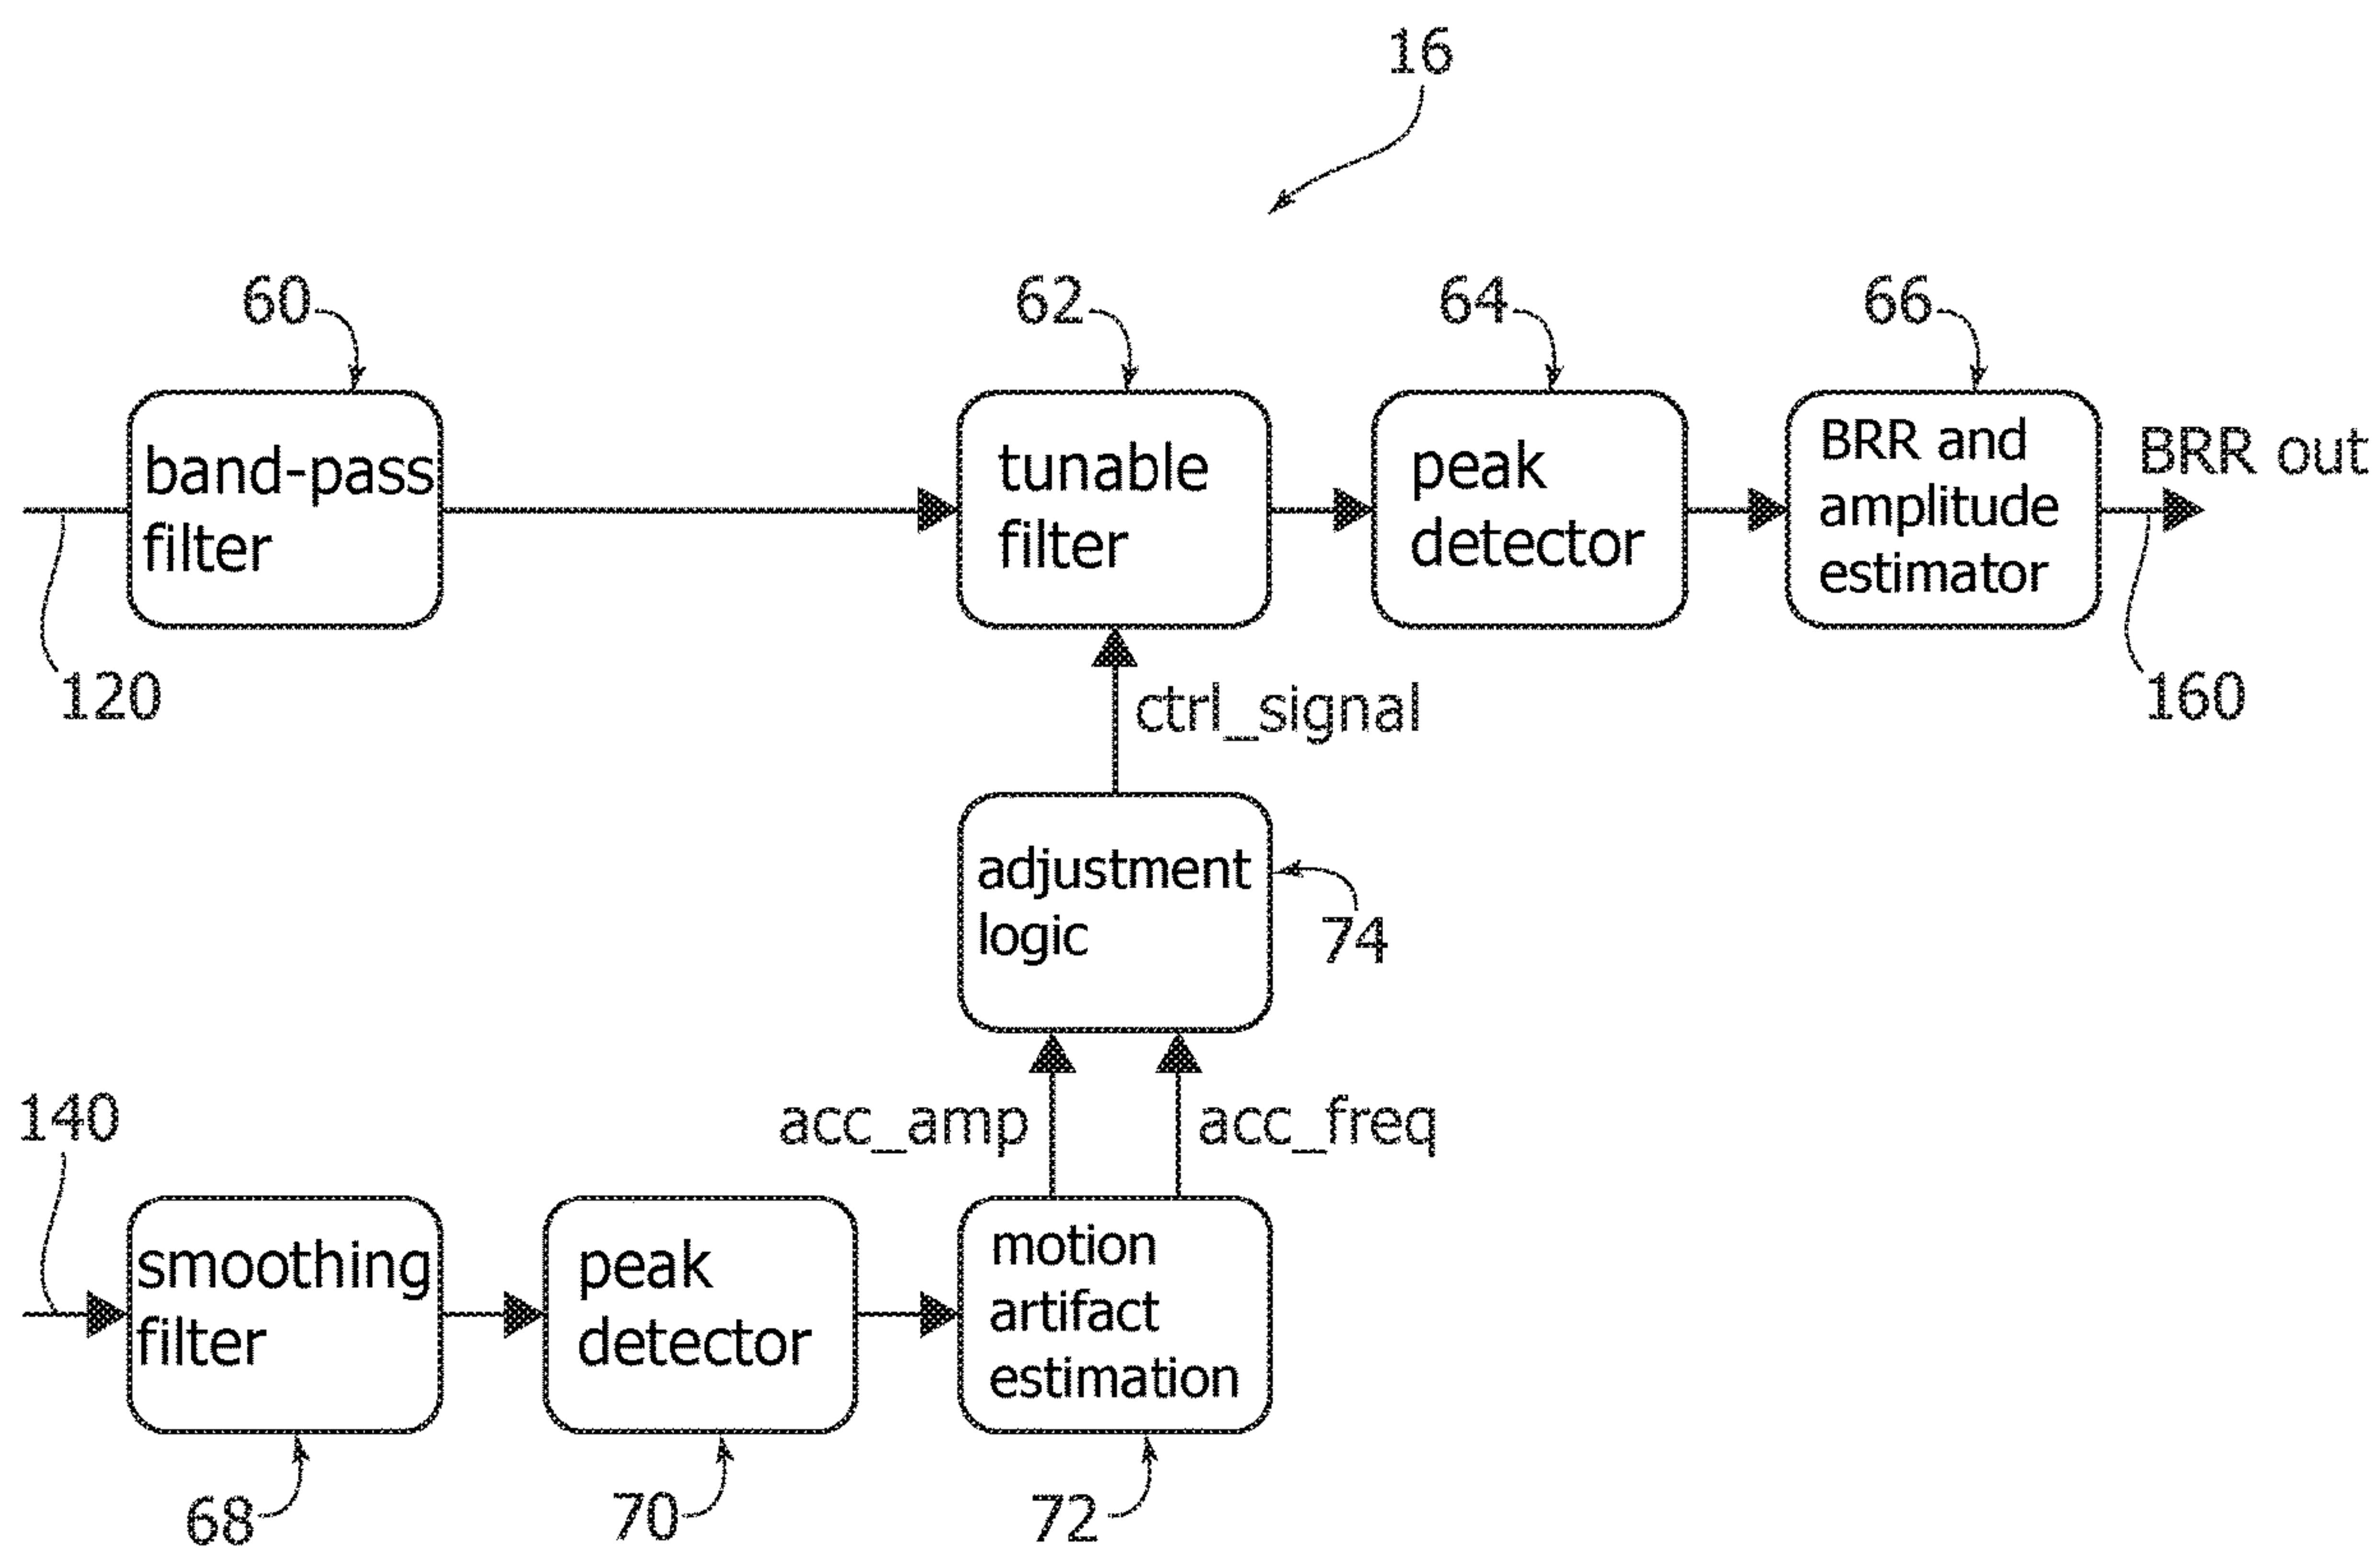 16
60
62
64
66
band-pass
filter
tunable
filter
peak
detector
BRR and
amplitude
estimator
BRR out
120
160
ctrl_signal
adjustment
logic
74
140
acc_amp
acc_freq
smoothing
filter
peak
detector
motion
artifact
estimation
68
70
72